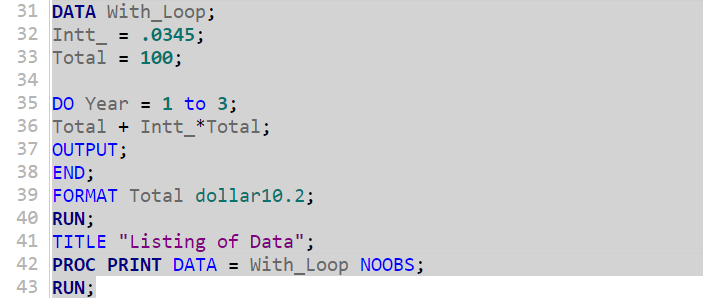 31 DATA With_Loop;
32 Intt_ = .0345;
33 Total = 100;
34
35 DO Year = 1 to 3;
36 Total + Intt_*Total;
37 OUTPUT;
38 END;
39 FORMAT Total dollar10.2;
40 RUN;
41 TITLE "Listing of Data";
42 PROC PRINT DATA = With_Loop NOOBS;
43 RUN;